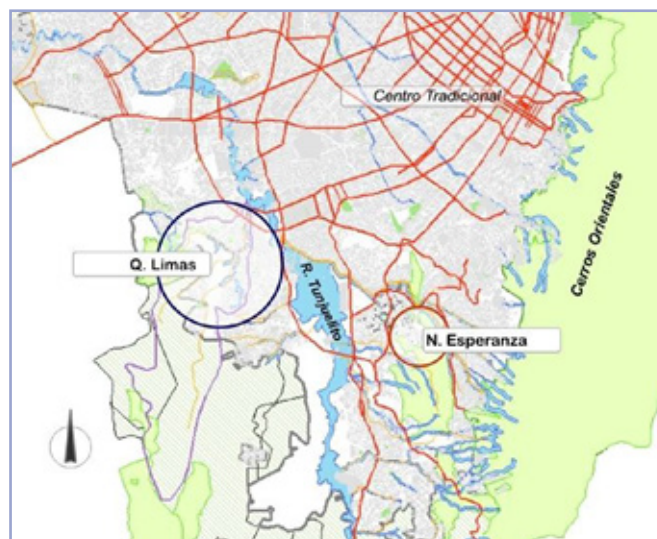 Centro Tradicional
Cerros Orientales
Q. Limas
R. Tunjuelito
N. Esperanza